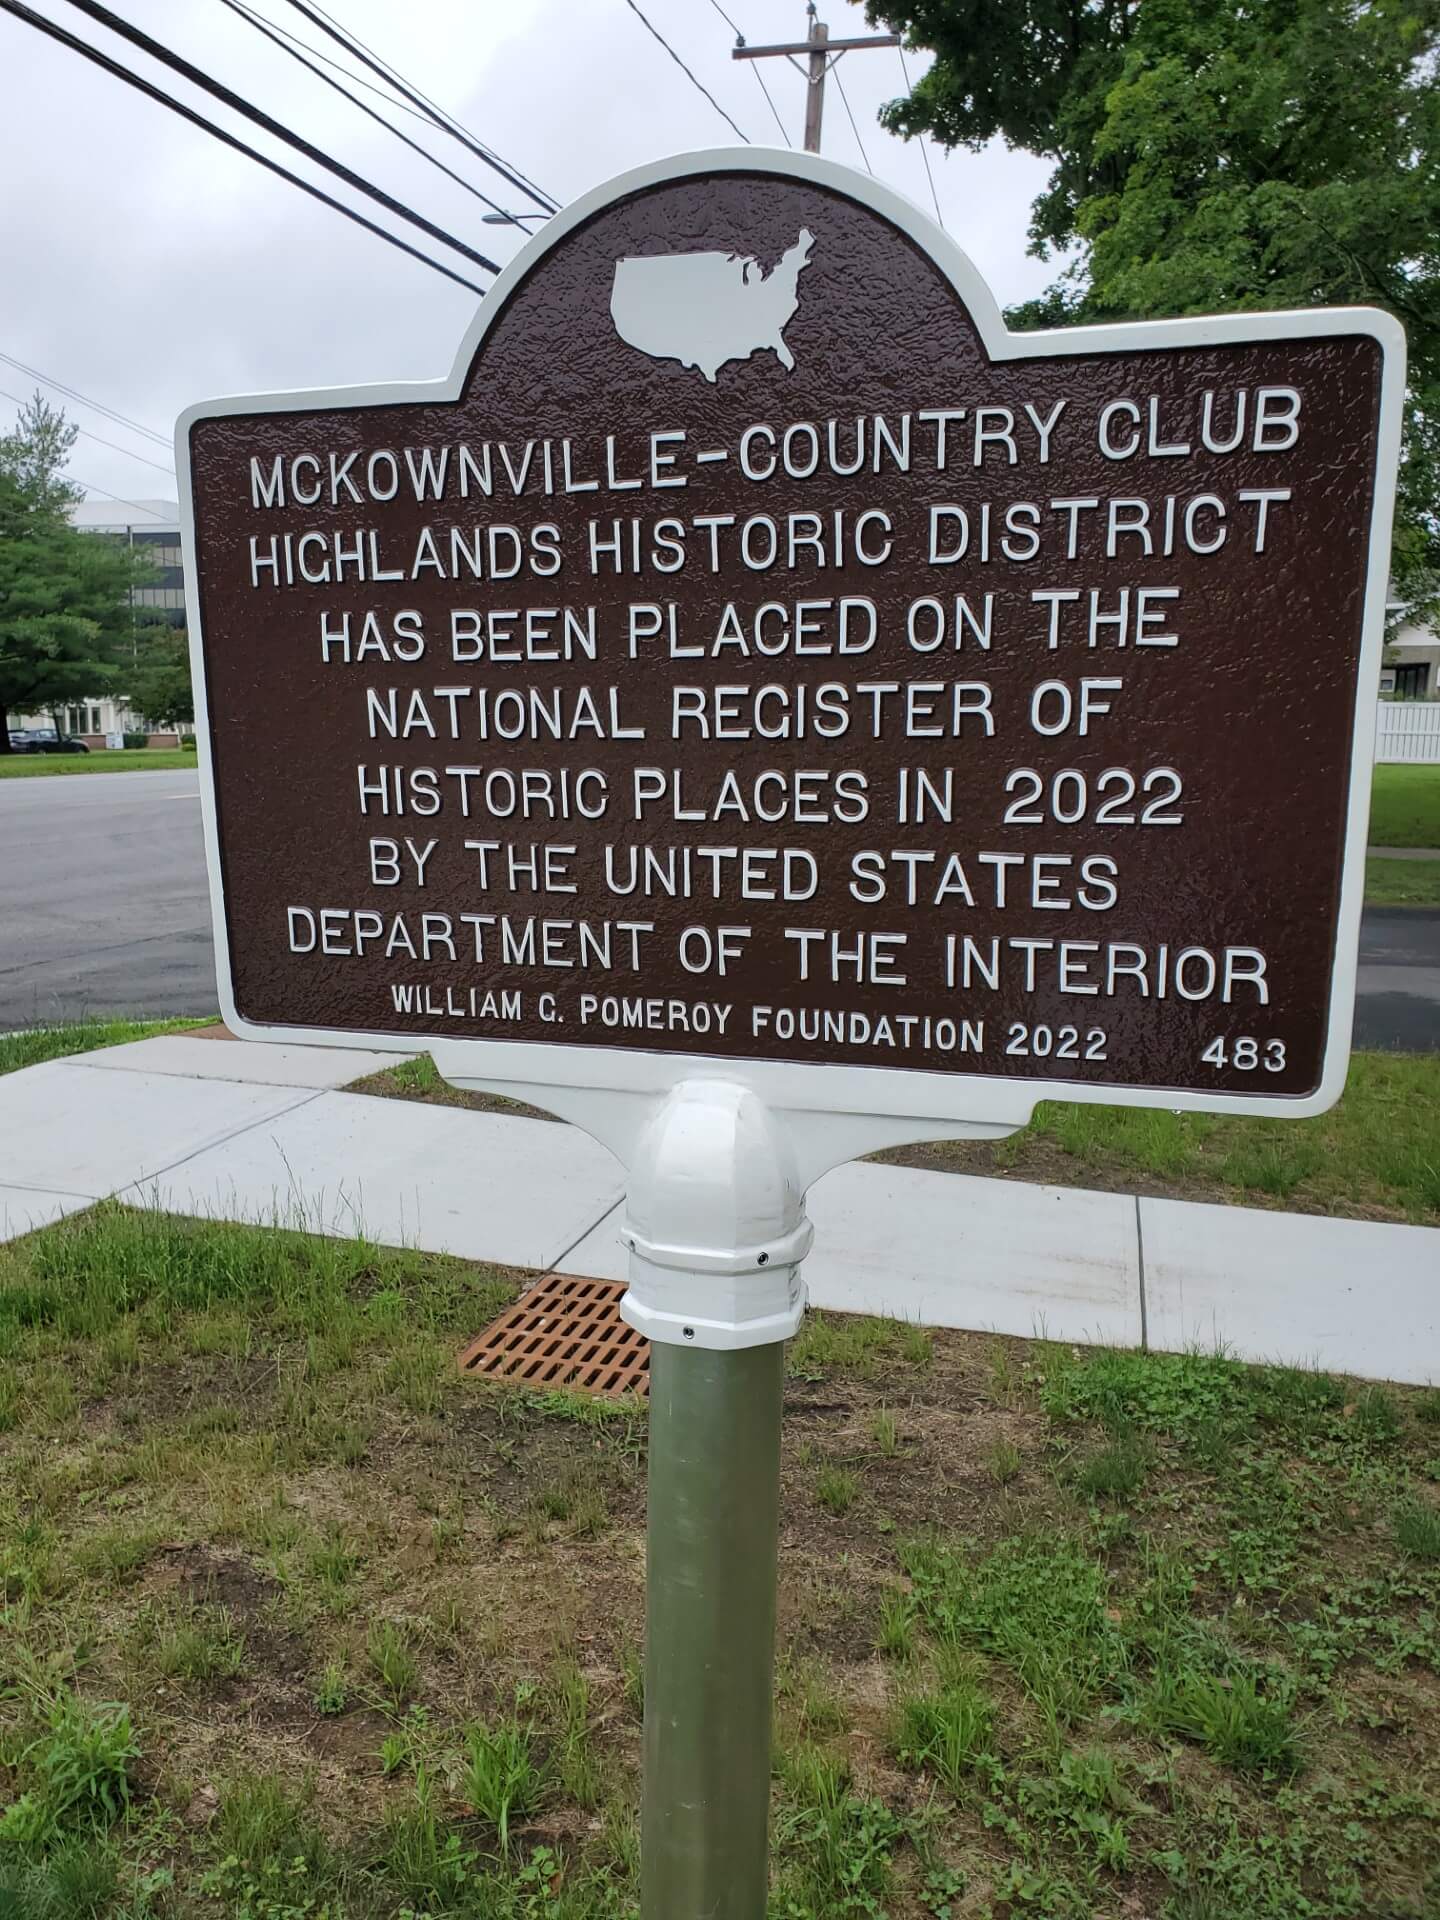 MCKOWNVILLE-COUNTRY CLUB
HIGHLANDS HISTORIC DISTRICT
HAS BEEN PLACED ON THE
NATIONAL REGISTER OF
HISTORIC PLACES IN 2022
BY THE UNITED STATES
DEPARTMENT OF THE INTERIOR
WILLIAM G. POMEROY FOUNDATION 2022 483